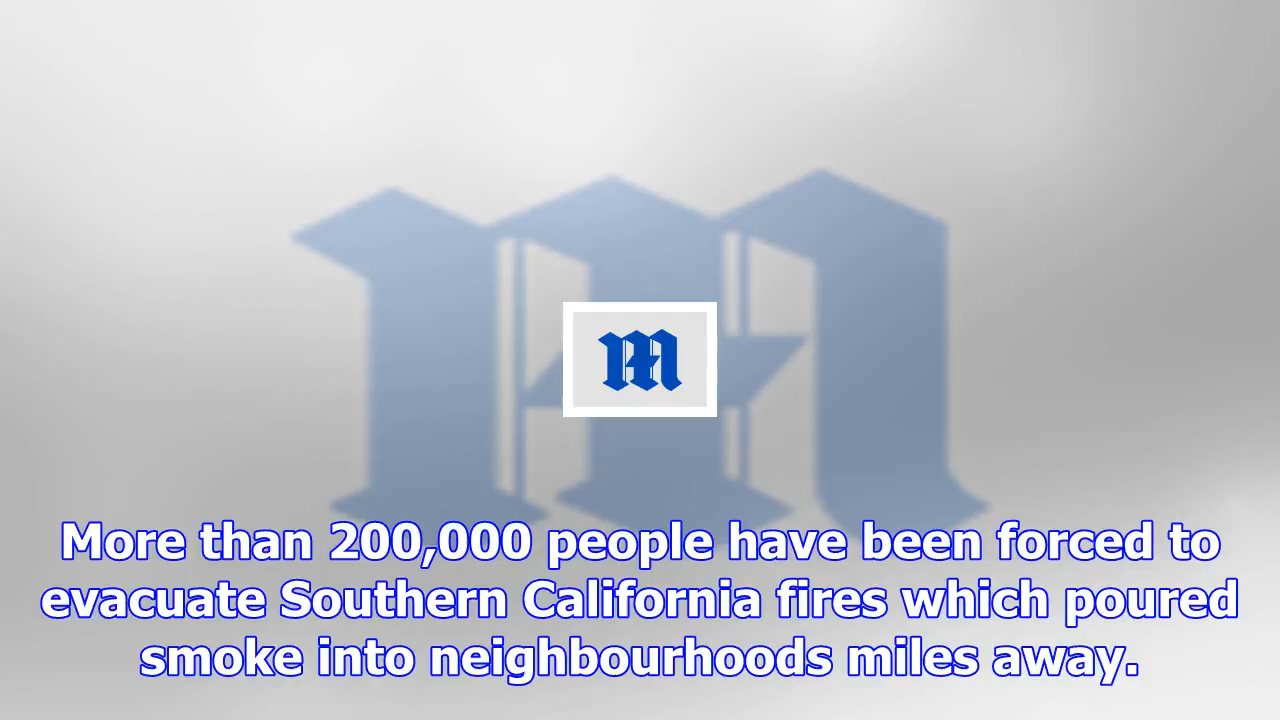 More than 200,000 people have been forced to
evacuate Southern California fires which poured
smoke into neighbourhoods miles away.